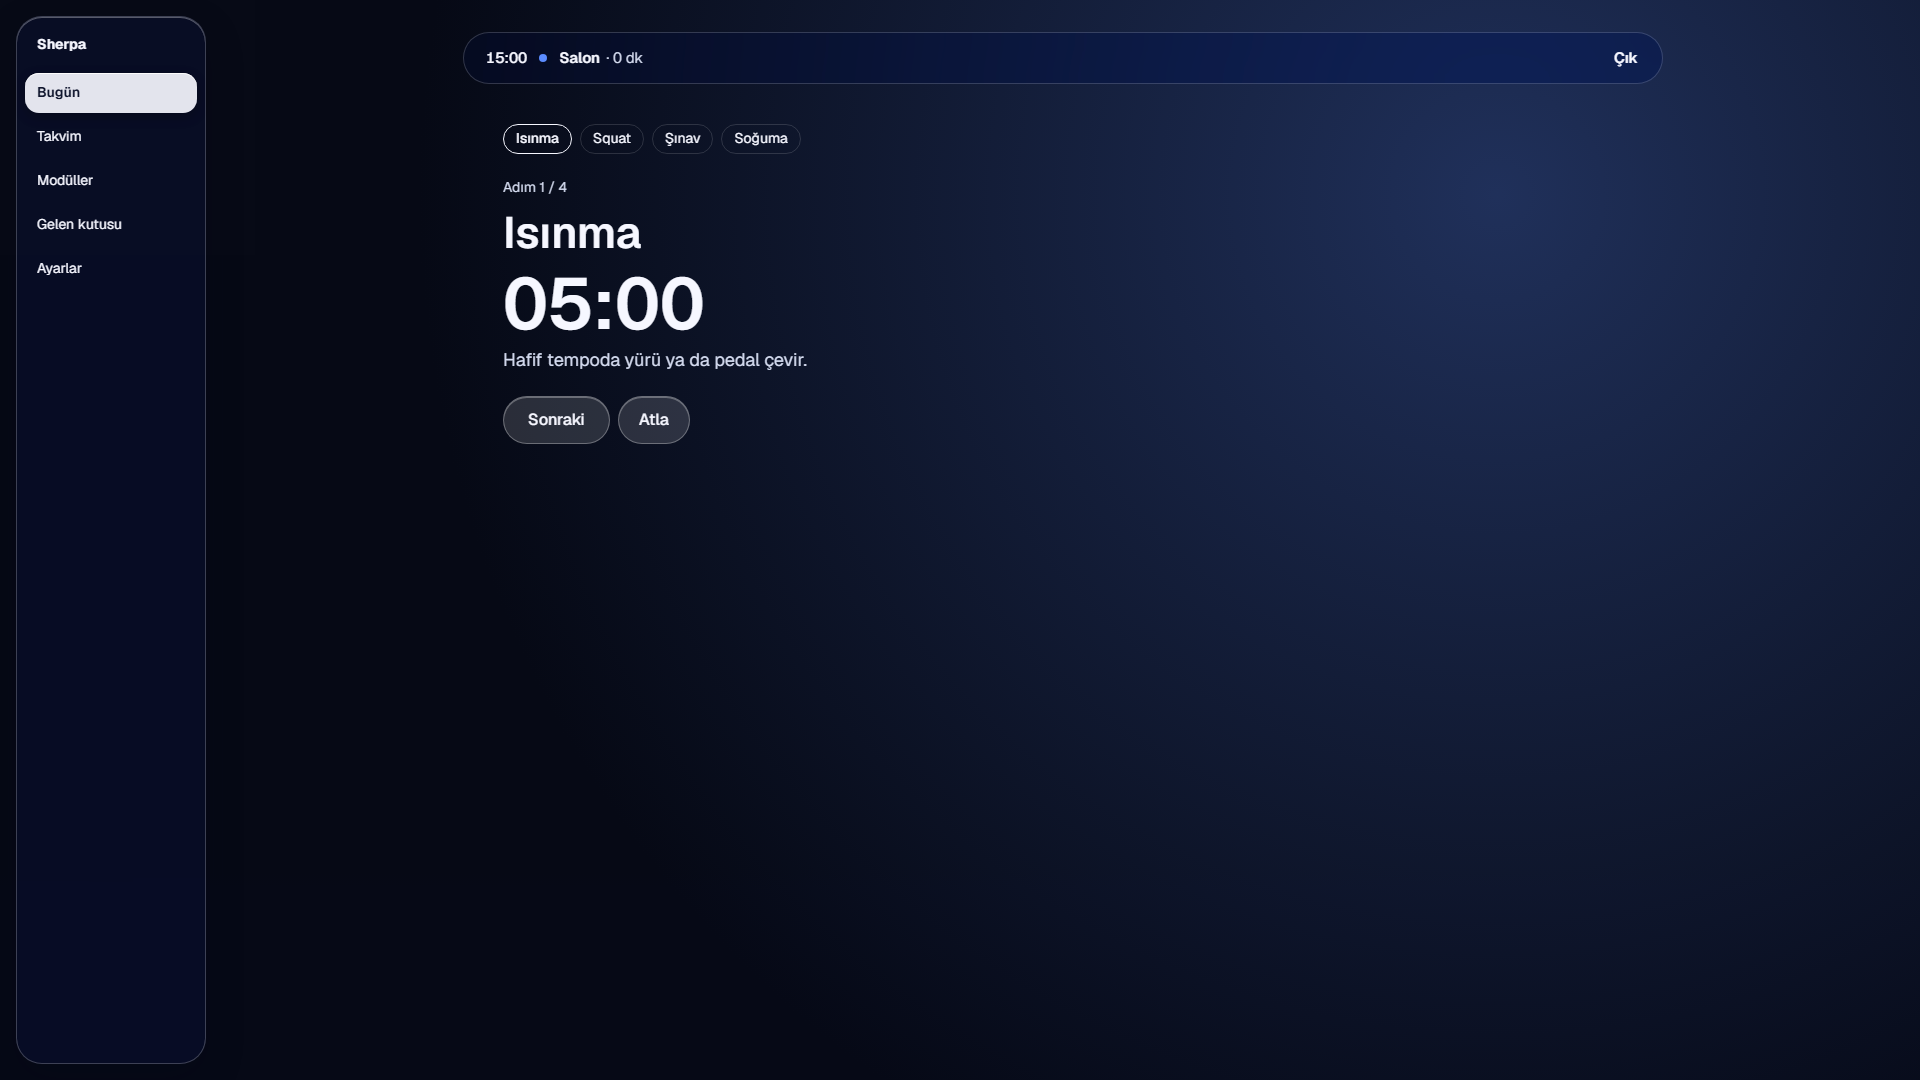 Sherpa
Bugün
Takvim
Modüller
Gelen kutusu
Ayarlar
15:00 Salon · 0 dk Çık
Isınma Squat Şınav Soğuma
Adım 1 / 4
Isınma
05:00
Hafif tempoda yürü ya da pedal çevir.
Sonraki Atla